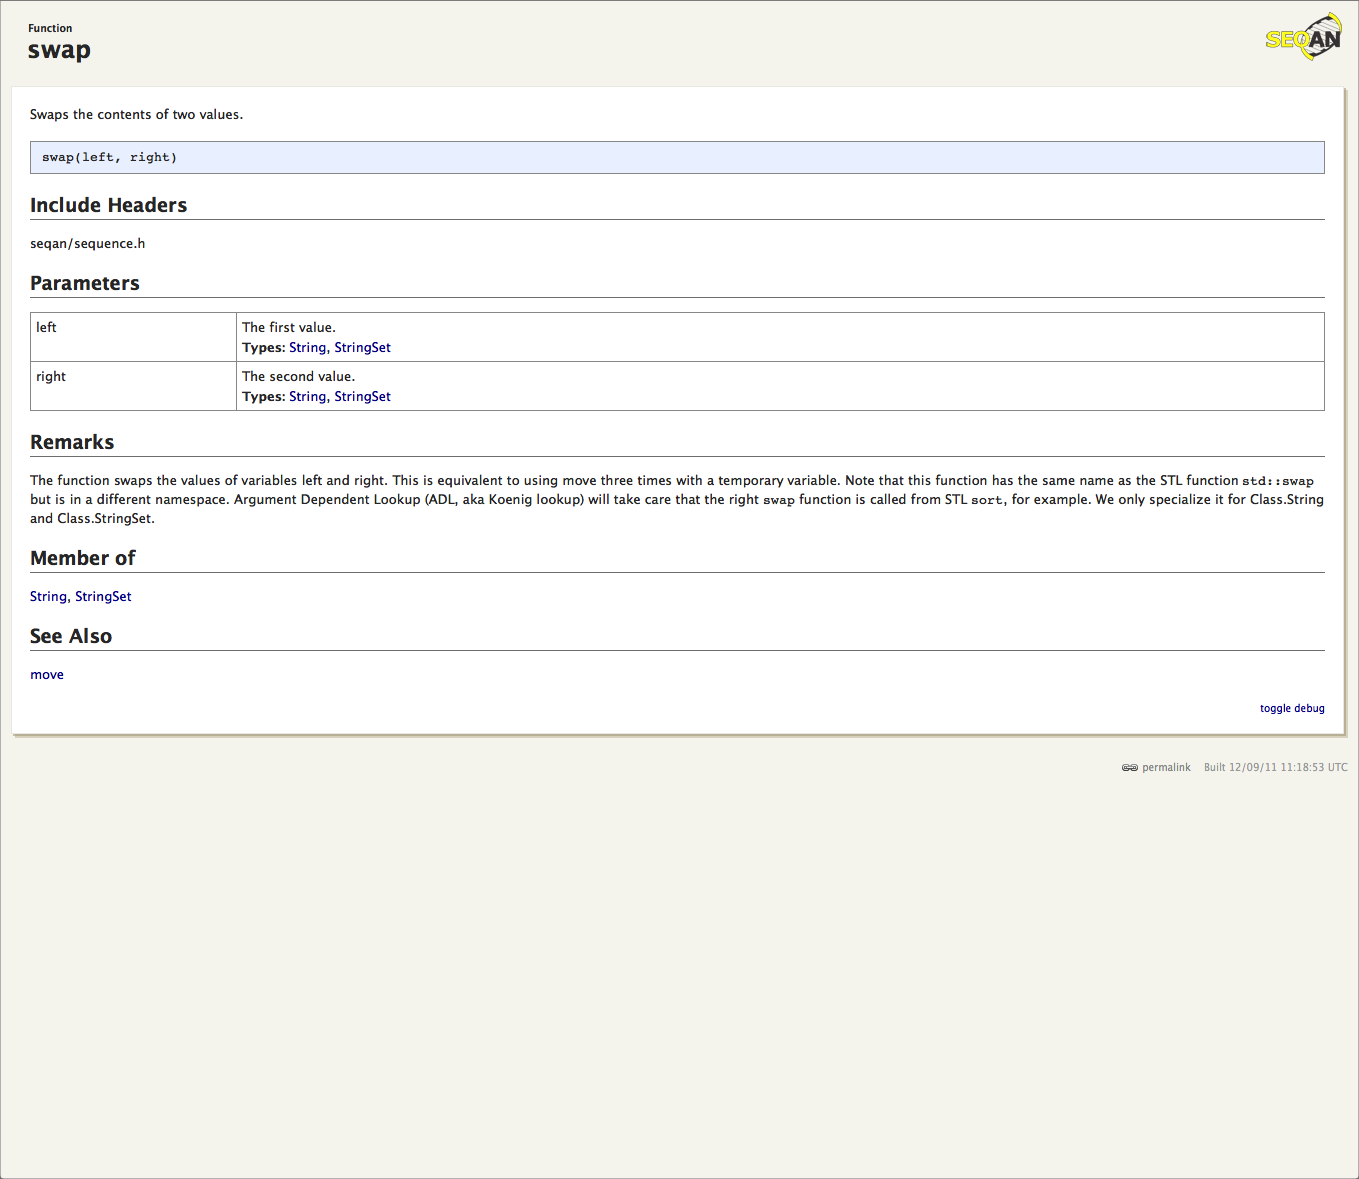 Function
swap
SEQAN
Swaps the contents of two values.
swap(left, right)
Include Headers
seqan/sequence.h
Parameters
left
The first value.
Types: String, StringSet
right
The second value.
Types: String, StringSet
Remarks
The function swaps the values of variables left and right. This is equivalent to using move three times with a temporary variable. Note that this function has the same name as the STL function std::swap
but is in a different namespace. Argument Dependent Lookup (ADL, aka Koenig lookup) will take care that the right swap function is called from STL sort, for example. We only specialize it for Class.String
and Class.StringSet.
Member of
String, StringSet
See Also
move
toggle debug
permalink Built 12/09/11 11:18:53 UTC